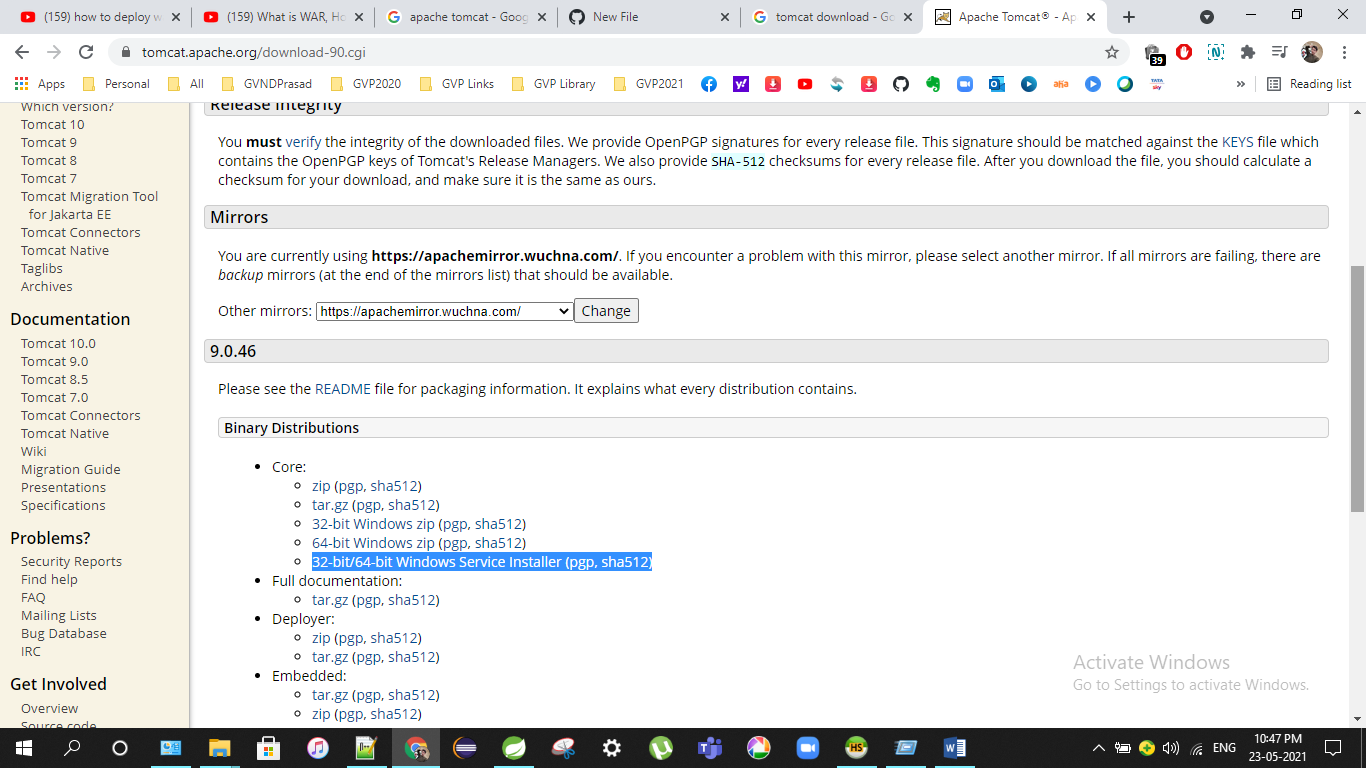 (159) how to deploy w
(159) What is WAR, Ho
apache tomcat - Goog
New File
tomcat download - Go
Apache Tomcat® - Ap
tomcat.apache.org/download-90.cgi
39
Apps
Personal
All
GVNDPrasad
GVP2020
GVP Links
GVP Library
GVP2021
Reading list
Which version?
Tomcat 10
Tomcat 9
Tomcat 8
Tomcat 7
Tomcat Migration Tool
for Jakarta EE
Tomcat Connectors
Tomcat Native
Taglibs
Archives
Documentation
Tomcat 10.0
Tomcat 9.0
Tomcat 8.5
Tomcat 7.0
Tomcat Connectors
Tomcat Native
Wiki
Migration Guide
Presentations
Specifications
Problems?
Security Reports
Find help
FAQ
Mailing Lists
Bug Database
IRC
Get Involved
Overview
Source code
Release Integrity
You must verify the integrity of the downloaded files. We provide OpenPGP signatures for every release file. This signature should be matched against the KEYS file which
contains the OpenPGP keys of Tomcat's Release Managers. We also provide SHA-512 checksums for every release file. After you download the file, you should calculate a
checksum for your download, and make sure it is the same as ours.
Mirrors
You are currently using https://apachemirror.wuchna.com/. If you encounter a problem with this mirror, please select another mirror. If all mirrors are failing, there are
backup mirrors (at the end of the mirrors list) that should be available.
Other mirrors: https://apachemirror.wuchna.com/ Change
9.0.46
Please see the README file for packaging information. It explains what every distribution contains.
Binary Distributions
Core:
zip (pgp, sha512)
tar.gz (pgp, sha512)
32-bit Windows zip (pgp, sha512)
64-bit Windows zip (pgp, sha512)
32-bit/64-bit Windows Service Installer (pgp, sha512)
Full documentation:
tar.gz (pgp, sha512)
Deployer:
zip (pgp, sha512)
tar.gz (pgp, sha512)
Embedded:
tar.gz (pgp, sha512)
zip (pgp, sha512)
Activate Windows
Go to Settings to activate Windows.
ENG
10:47 PM
23-05-2021